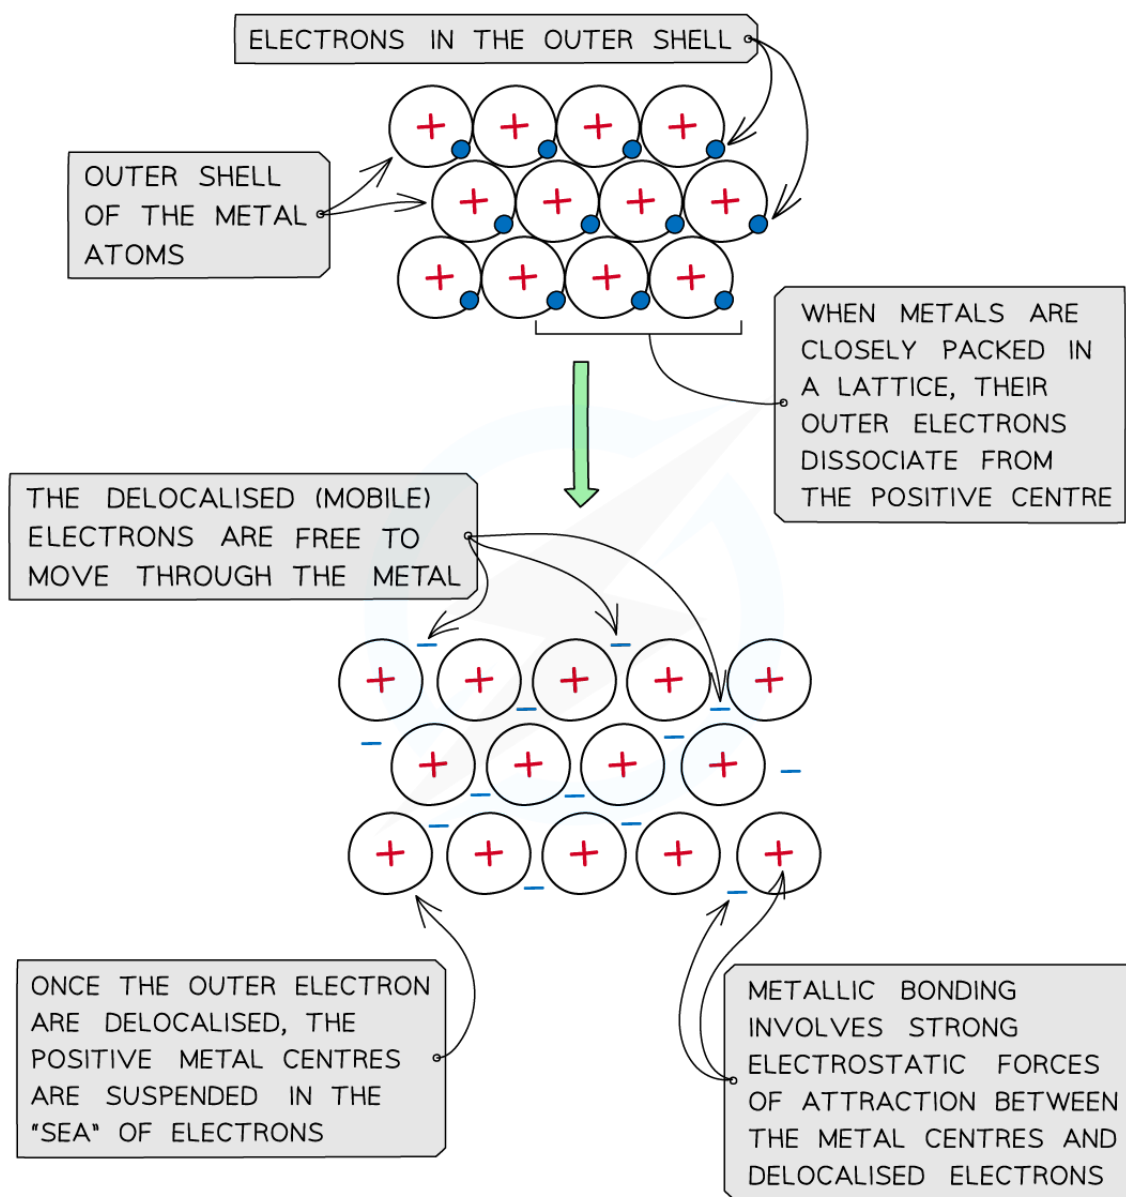 ELECTRONS IN THE OUTER SHELL
OUTER SHELL
OF THE METAL
ATOMS
WHEN METALS ARE
CLOSELY PACKED IN
A LATTICE, THEIR
OUTER ELECTRONS
DISSOCIATE FROM
THE POSITIVE CENTRE
THE DELOCALISED (MOBILE)
ELECTRONS ARE FREE TO
MOVE THROUGH THE METAL
ONCE THE OUTER ELECTRON
ARE DELOCALISED, THE
POSITIVE METAL CENTRES
ARE SUSPENDED IN THE
"SEA" OF ELECTRONS
METALLIC BONDING
INVOLVES STRONG
ELECTROSTATIC FORCES
OF ATTRACTION BETWEEN
THE METAL CENTRES AND
DELOCALISED ELECTRONS